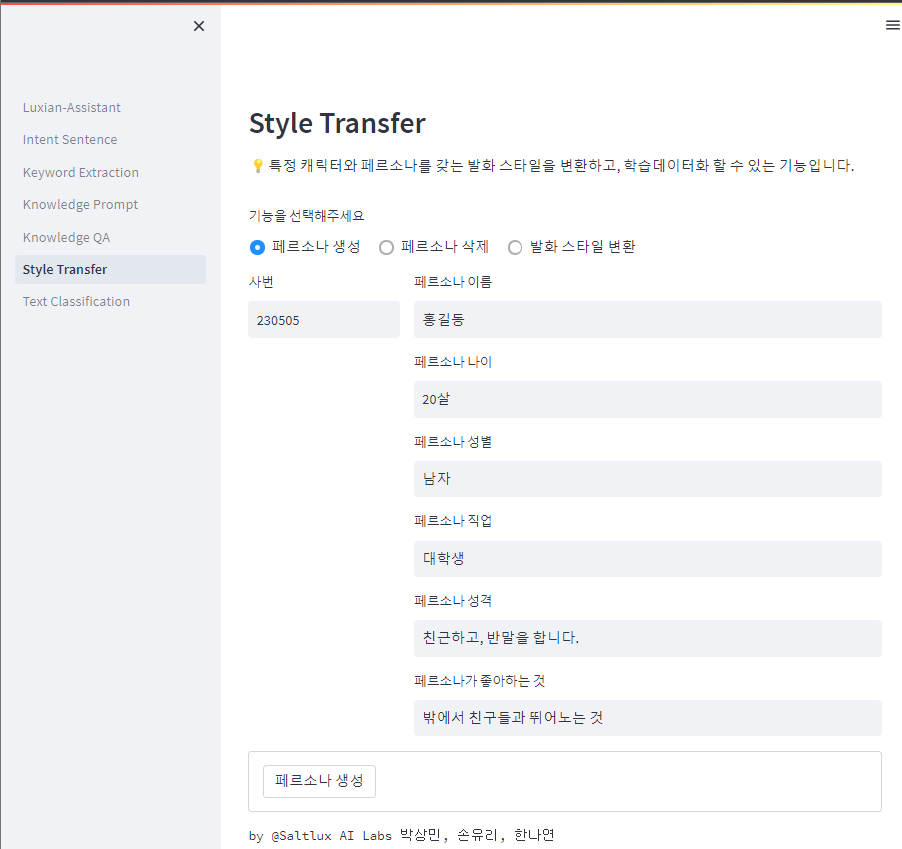 Luxian-Assistant
Intent Sentence
Keyword Extraction
Knowledge Prompt
Knowledge QA
Style Transfer
Text Classification
Style Transfer
💡 특정 캐릭터와 페르소나를 갖는 발화 스타일을 변환하고, 학습데이터화 할 수 있는 기능입니다.
기능을 선택해주세요
페르소나 생성 페르소나 삭제 발화 스타일 변환
사번
230505
페르소나 이름
홍길동
페르소나 나이
20살
페르소나 성별
남자
페르소나 직업
대학생
페르소나 성격
친근하고, 반말을 합니다.
페르소나가 좋아하는 것
밖에서 친구들과 뛰어노는 것
페르소나 생성
by @Saltlux AI Labs 박상민, 손유리, 한나연